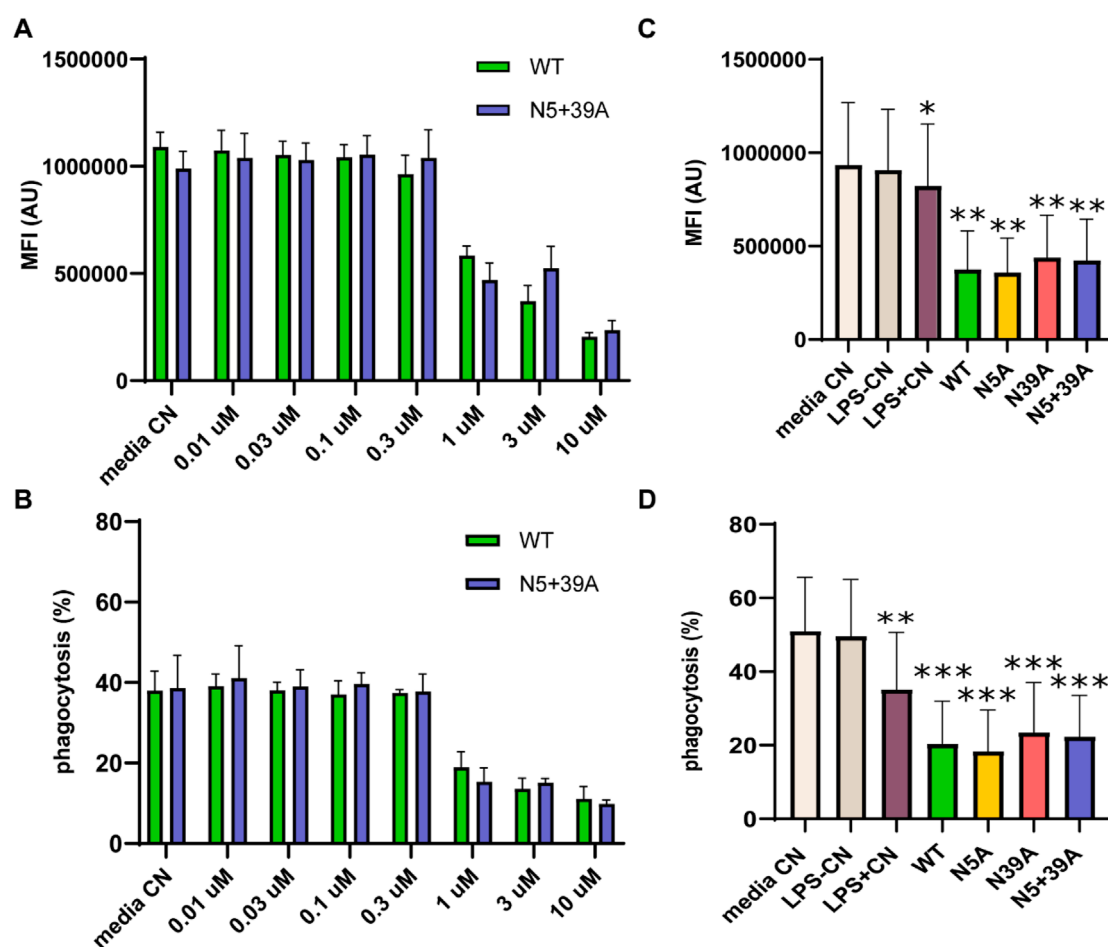 A
1500000
1000000
500000
0
MFI (AU)
WT
N5+39A
media CN
0.01 uM
0.03 uM
0.1 uM
0.3 uM
1 uM
3 uM
10 uM
B
80
60
40
20
0
phagocytosis (%)
WT
N5+39A
media CN
0.01 uM
0.03 uM
0.1 uM
0.3 uM
1 uM
3 uM
10 uM
C
1500000
1000000
500000
0
MFI (AU)
*
**
**
**
**
media CN
LPS-CN
LPS+CN
WT
N5A
N39A
N5+39A
D
80
60
40
20
0
phagocytosis (%)
**
***
***
***
***
media CN
LPS-CN
LPS+CN
WT
N5A
N39A
N5+39A